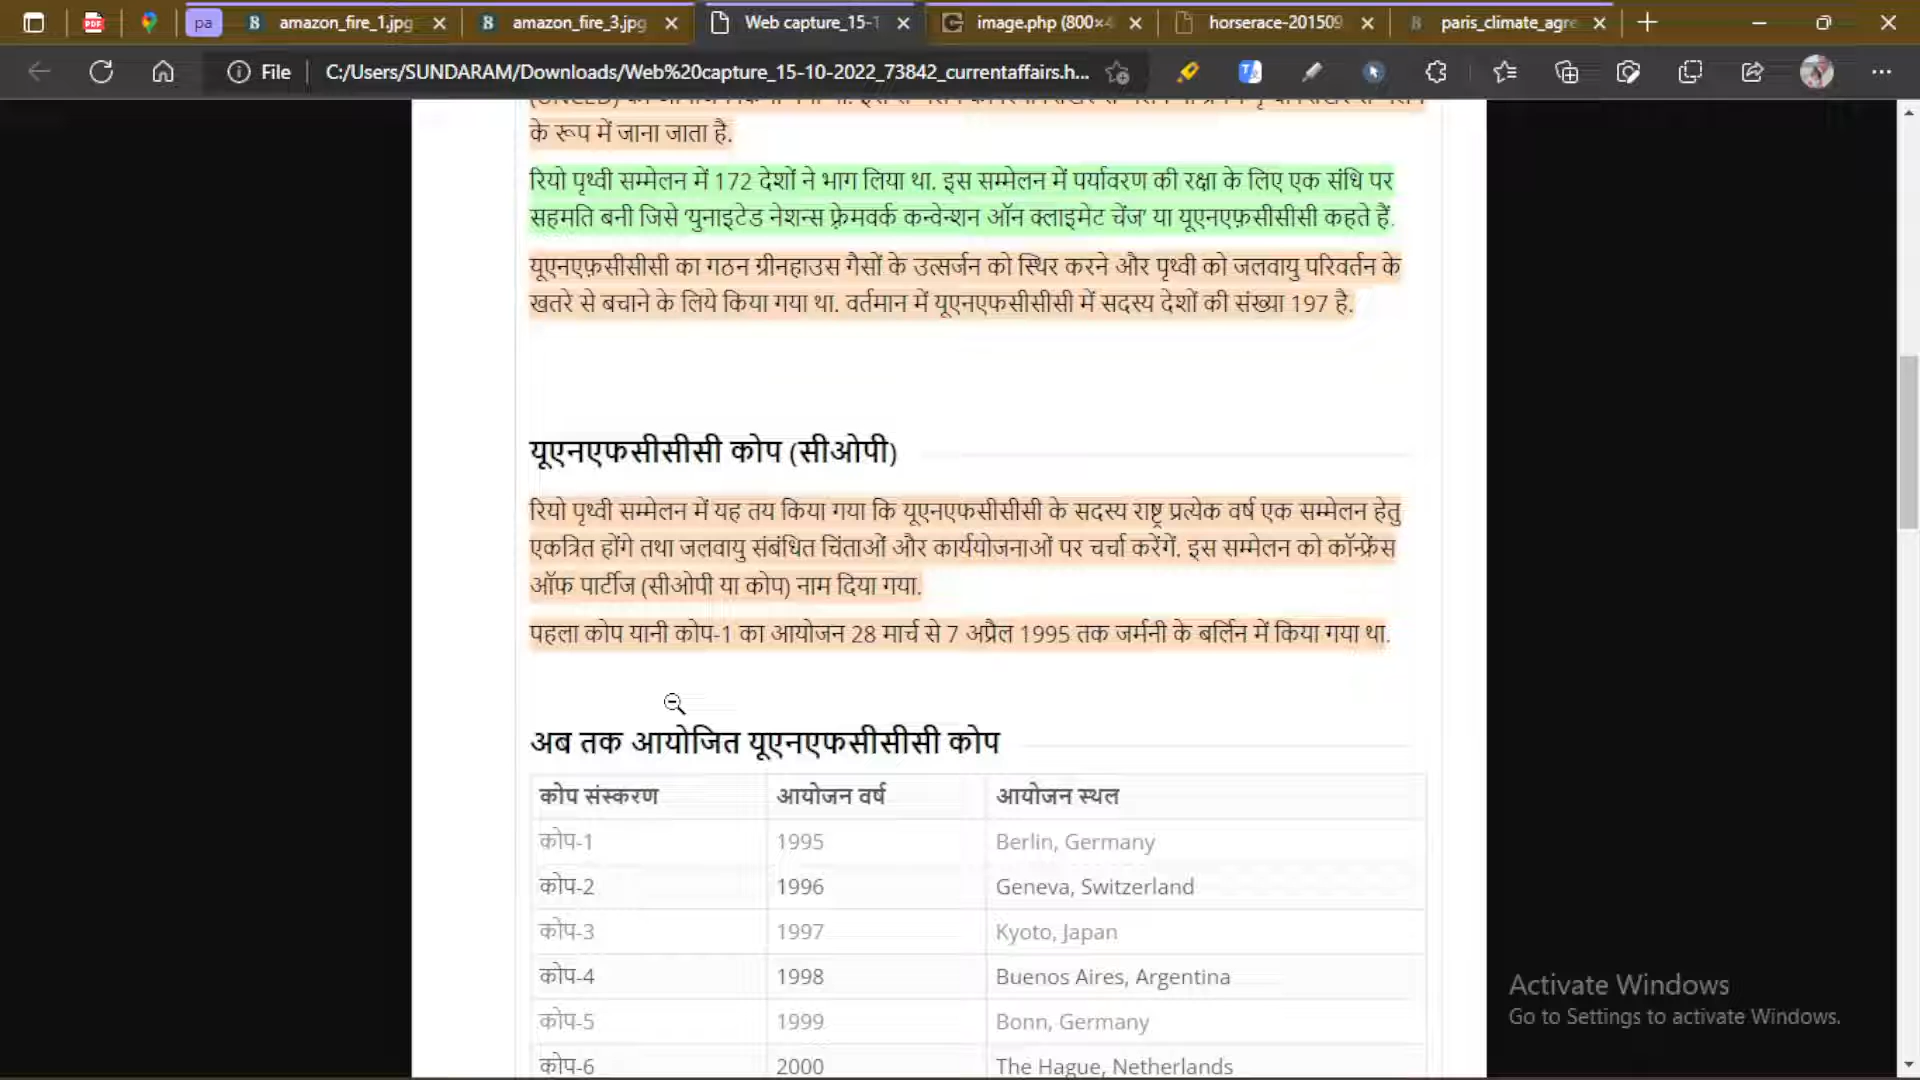 pa
amazon_fire_1.jpg
amazon_fire_3.jpg
Web capture_15-1
image.php (800×4
horserace-201509
paris_climate_agre
File
C:/Users/SUNDARAM/Downloads/Web%20capture_15-10-2022_73842_currentaffairs.h...
के रूप में जाना जाता है.
रियो पृथ्वी सम्मेलन में 172 देशों ने भाग लिया था. इस सम्मेलन में पर्यावरण की रक्षा के लिए एक संधि पर
सहमति बनी जिसे 'युनाइटेड नेशन्स फ़्रेमवर्क कन्वेन्शन ऑन क्लाइमेट चेंज' या यूएनएफ़सीसीसी कहते हैं.
यूएनएफ़सीसीसी का गठन ग्रीनहाउस गैसों के उत्सर्जन को स्थिर करने और पृथ्वी को जलवायु परिवर्तन के
खतरे से बचाने के लिये किया गया था. वर्तमान में यूएनएफसीसीसी में सदस्य देशों की संख्या 197 है.
यूएनएफसीसीसी कोप (सीओपी)
रियो पृथ्वी सम्मेलन में यह तय किया गया कि यूएनएफसीसीसी के सदस्य राष्ट्र प्रत्येक वर्ष एक सम्मेलन हेतु
एकत्रित होंगे तथा जलवायु संबंधित चिंताओं और कार्ययोजनाओं पर चर्चा करेंगें. इस सम्मेलन को कॉन्फ्रेंस
ऑफ पार्टीज (सीओपी या कोप) नाम दिया गया.
पहला कोप यानी कोप-1 का आयोजन 28 मार्च से 7 अप्रैल 1995 तक जर्मनी के बर्लिन में किया गया था.
अब तक आयोजित यूएनएफसीसीसी कोप
कोप संस्करण आयोजन वर्ष आयोजन स्थल
कोप-1 1995 Berlin, Germany
कोप-2 1996 Geneva, Switzerland
कोप-3 1997 Kyoto, Japan
कोप-4 1998 Buenos Aires, Argentina
कोप-5 1999 Bonn, Germany
कोप-6 2000 The Hague, Netherlands
Activate Windows
Go to Settings to activate Windows.